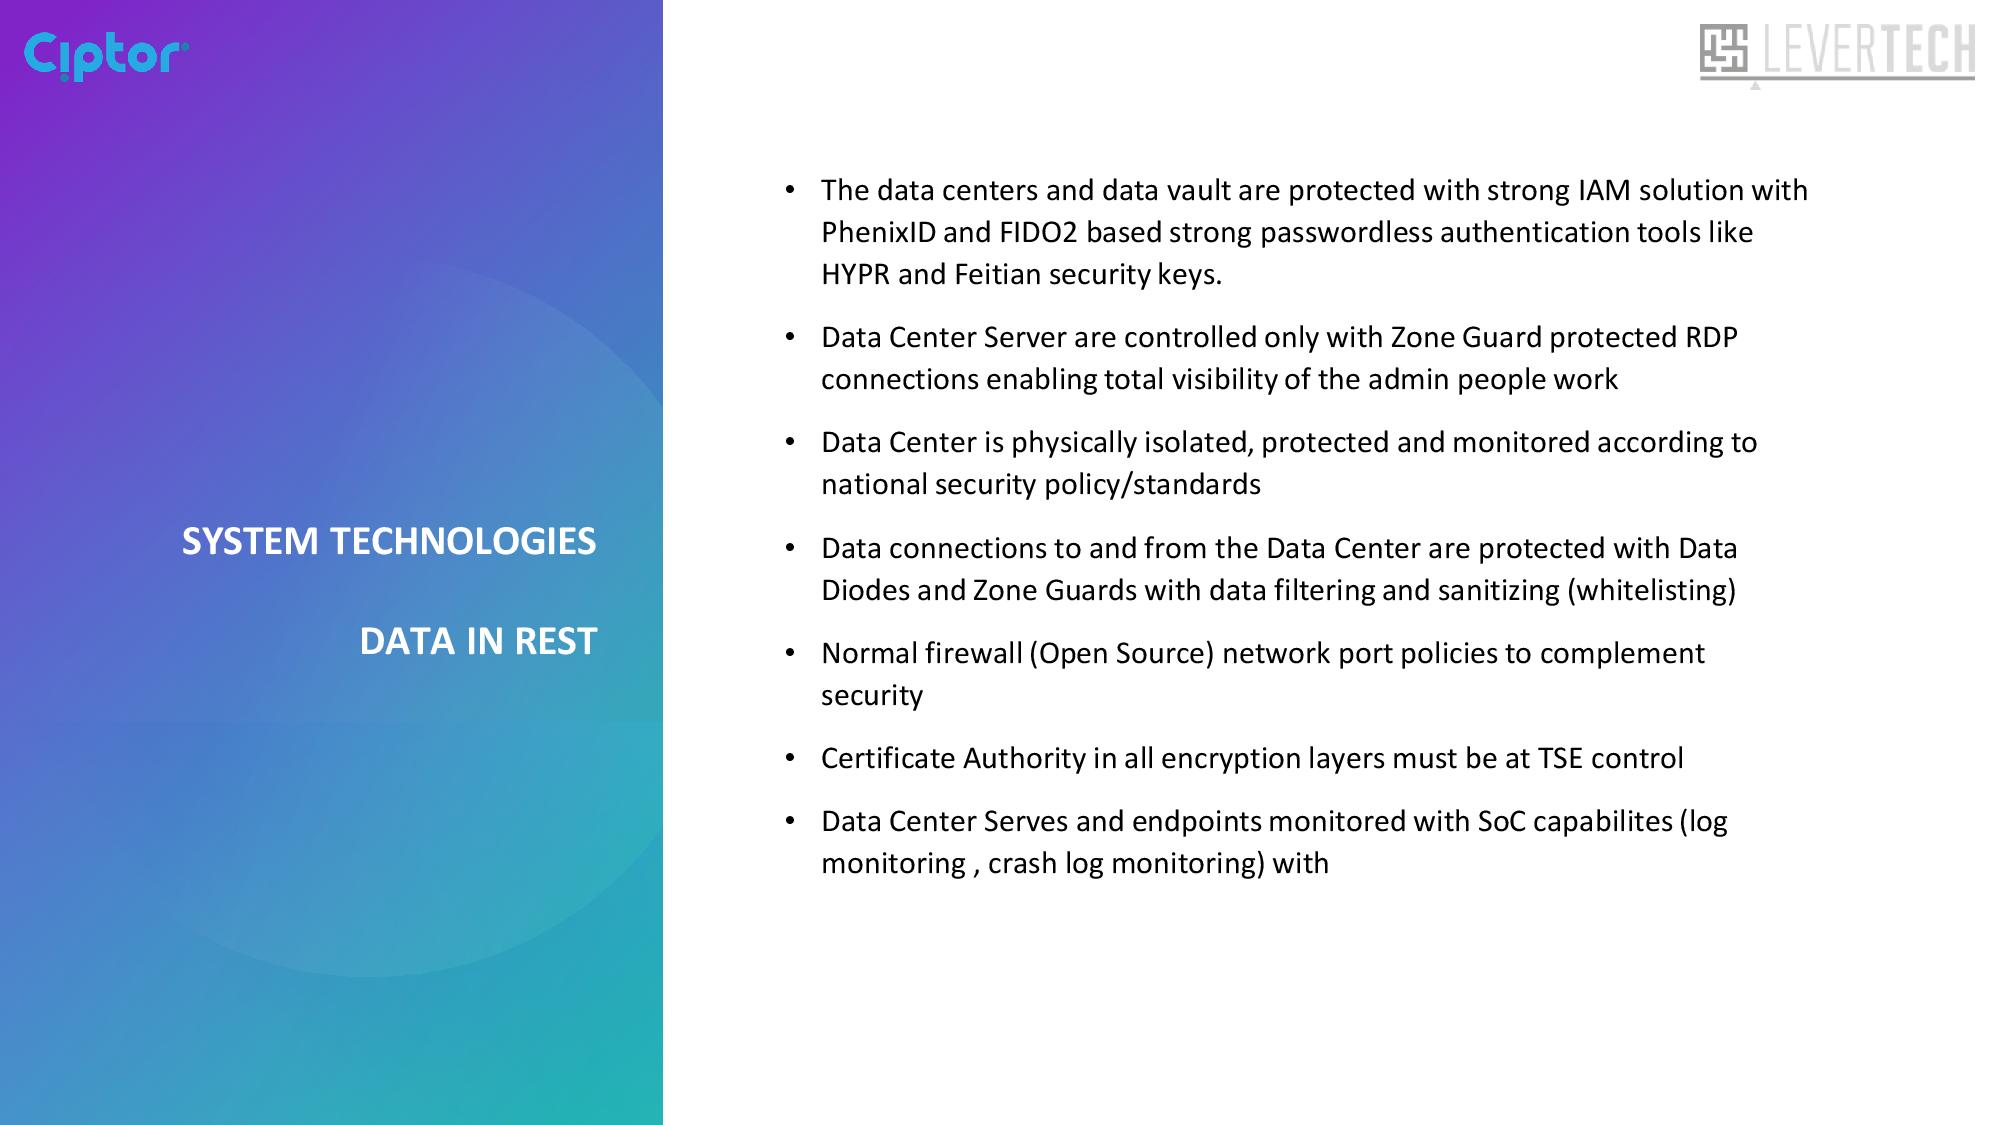 Ciptor
LEVERTECH
SYSTEM TECHNOLOGIES
DATA IN REST
• The data centers and data vault are protected with strong IAM solution with
PhenixID and FIDO2 based strong passwordless authentication tools like
HYPR and Feitian security keys.
• Data Center Server are controlled only with Zone Guard protected RDP
connections enabling total visibility of the admin people work
• Data Center is physically isolated, protected and monitored according to
national security policy/standards
• Data connections to and from the Data Center are protected with Data
Diodes and Zone Guards with data filtering and sanitizing (whitelisting)
• Normal firewall (Open Source) network port policies to complement
security
• Certificate Authority in all encryption layers must be at TSE control
• Data Center Serves and endpoints monitored with SoC capabilites (log
monitoring , crash log monitoring) with